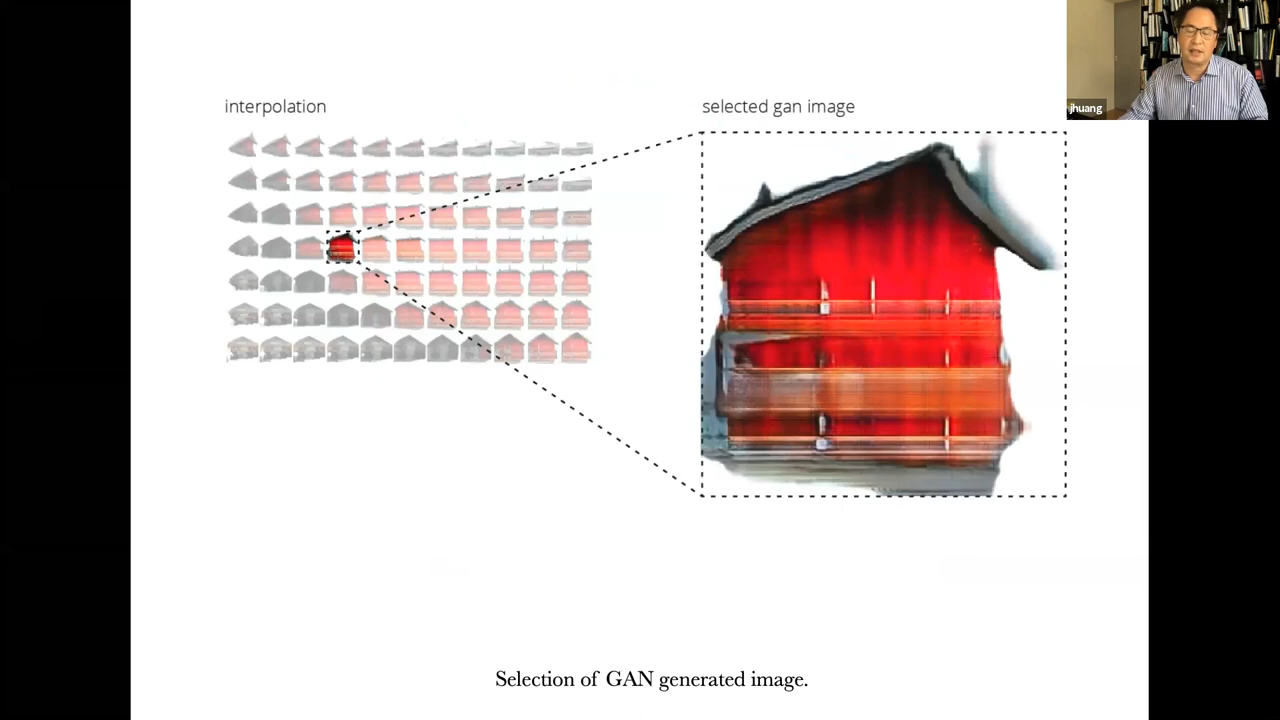 interpolation
selected gan image
jhuang
Selection of GAN generated image.